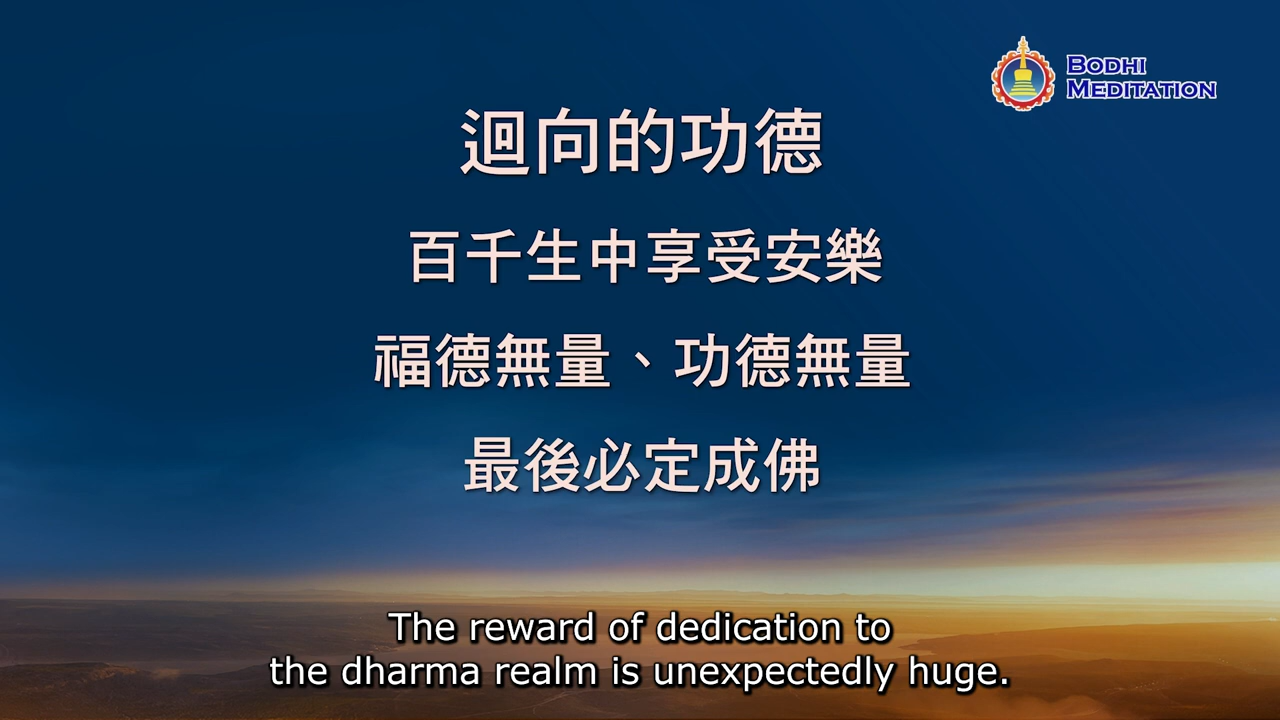 BODHI
MEDITATION
迴向的功德
百千生中享受安樂
福德無量、功德無量
最後必定成佛
The reward of dedication to
the dharma realm is unexpectedly huge.